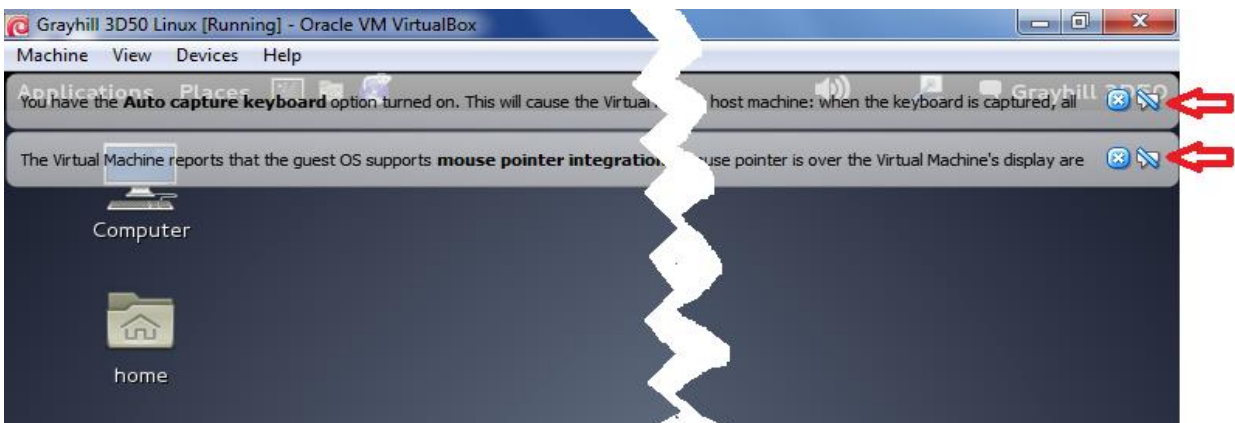 Grayhill 3D50 Linux [Running] - Oracle VM VirtualBox
Machine View Devices Help
Applications Places Grayhill 3D50
You have the Auto capture keyboard option turned on. This will cause the Virtual host machine: when the keyboard is captured, all
The Virtual Machine reports that the guest OS supports mouse pointer integration pointer is over the Virtual Machine's display are
Computer
home